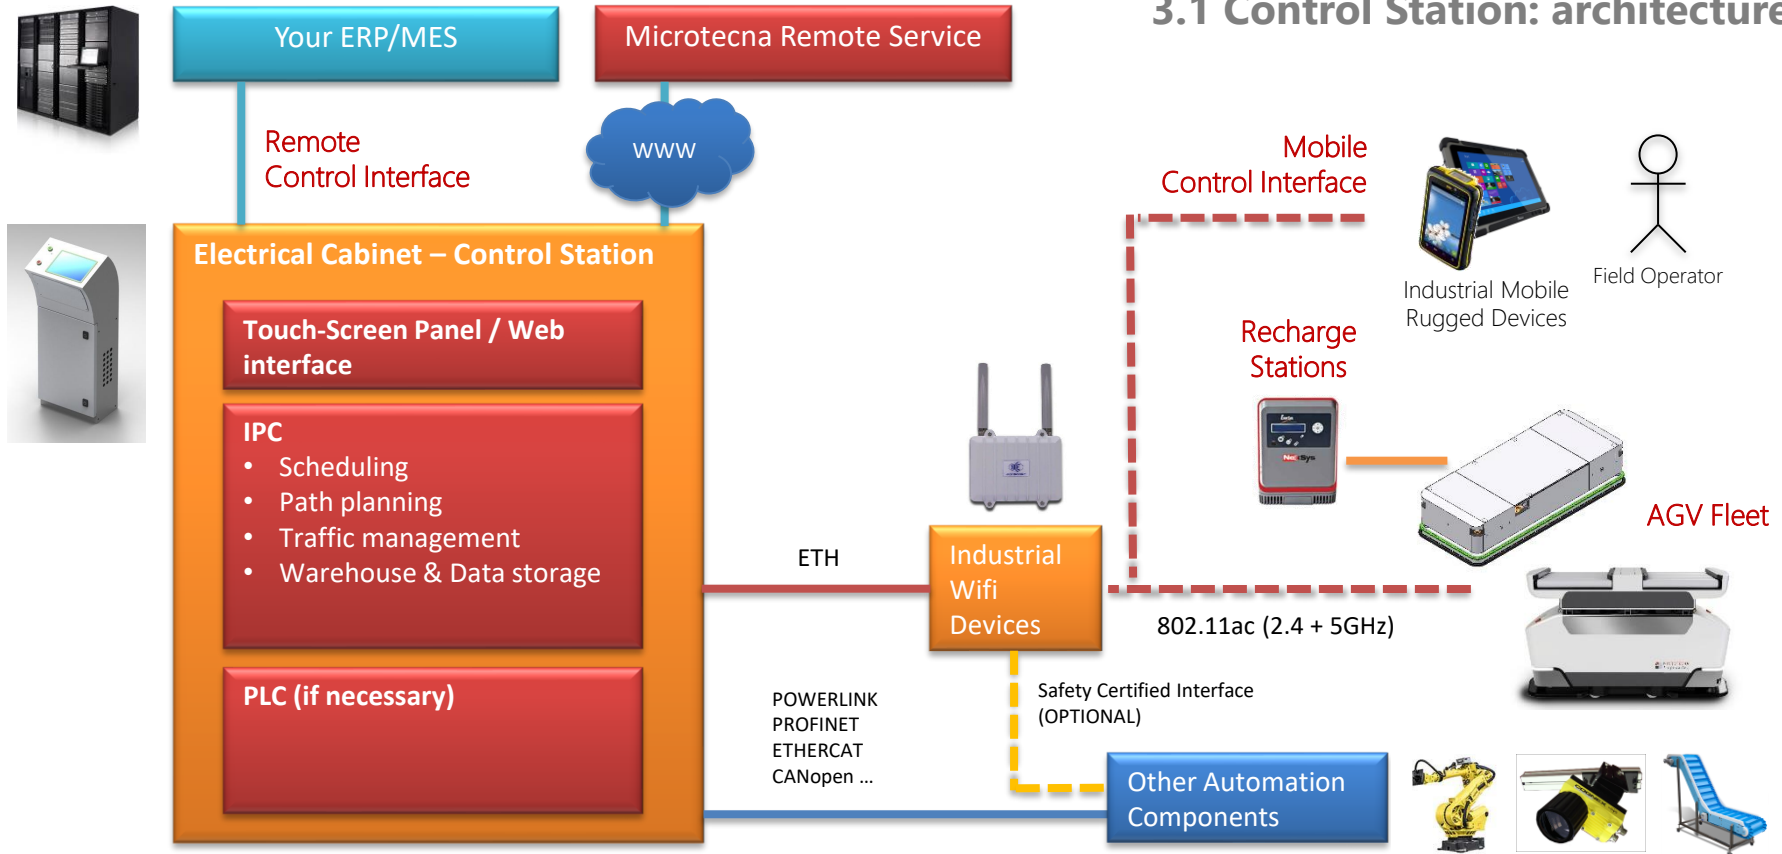 3.1 Control Station: architecture
Your ERP/MES
Microtecna Remote Service
Remote
Control Interface
www
Mobile
Control Interface
Industrial Mobile
Rugged Devices
Field Operator
Electrical Cabinet – Control Station
Touch-Screen Panel / Web
interface
IPC
• Scheduling
• Path planning
• Traffic management
• Warehouse & Data storage
PLC (if necessary)
Recharge
Stations
AGV Fleet
ETH
Industrial
Wifi
Devices
802.11ac (2.4 + 5GHz)
POWERLINK
PROFINET
ETHERCAT
CANopen ...
Safety Certified Interface
(OPTIONAL)
Other Automation
Components